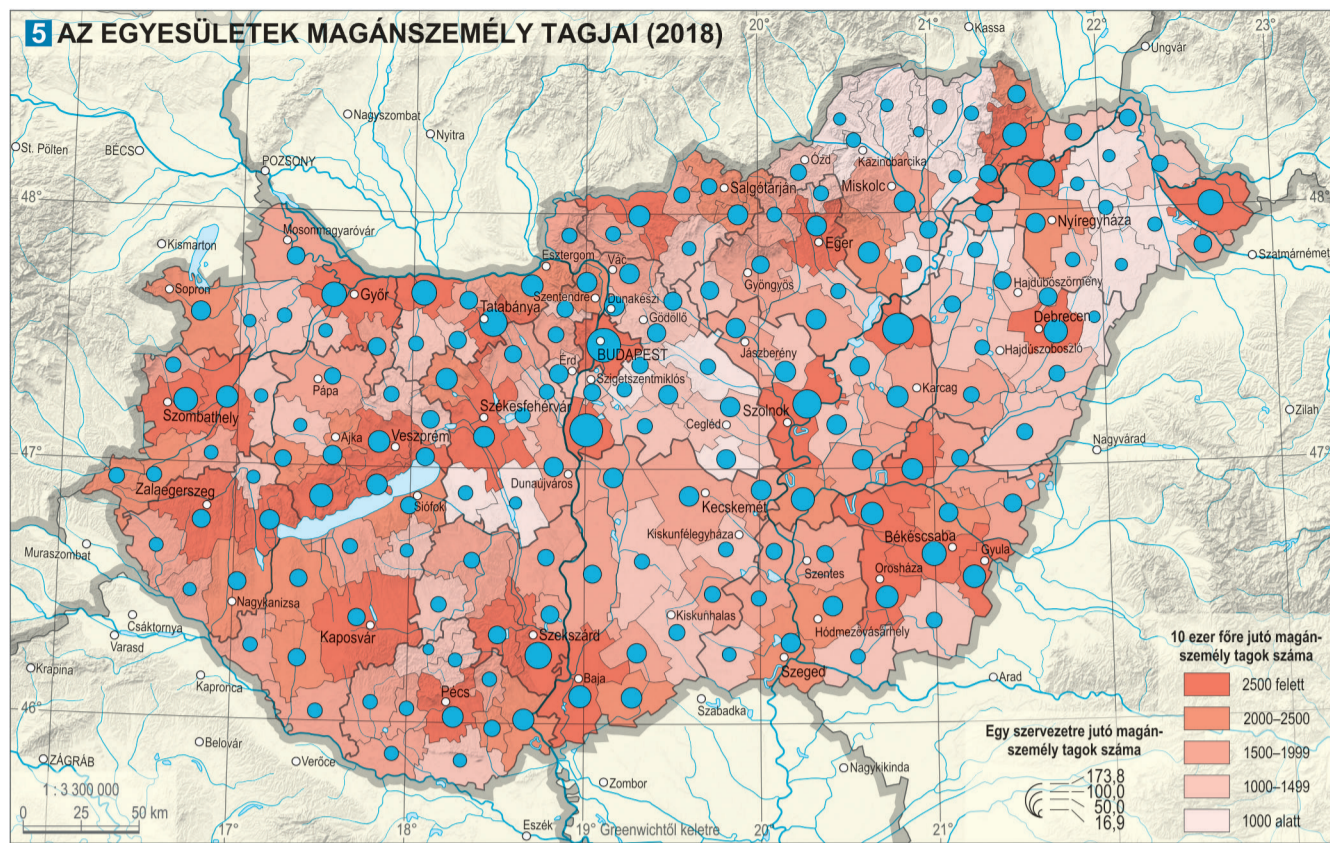 5 AZ EGYESÜLETEK MAGÁNSZEMÉLY TAGJAI (2018)
20°
21°
22°
23°
Kassa
Ungvár
Nagyszombat
Nyitra
St. Pölten
BÉCS
POZSONY
Kazincbarcika
Ózd
Miskolc
Salgótarján
48°
48°
Mosonmagyaróvár
Nyíregyháza
Kismarton
Eger
Szatmárnémeti
Esztergom
Vác
Sopron
Gyöngyös
Győr
Szentendre
Dunakeszi
Hajdúböszörmény
Tatabánya
Gödöllő
Debrecen
BUDAPEST
Jászberény
Hajdúszoboszló
Érd
Szigetszentmiklós
Pápa
Karcag
Szombathely
Székesfehérvár
Szolnok
Zilah
Cegléd
Ajka
Veszprém
Nagyvárad
47°
47°
Zalaegerszeg
Dunaújváros
Siófok
Kecskemét
Kiskunfélegyháza
Békéscsaba
Muraszombat
Gyula
Szentes
Orosháza
Nagykanizsa
Csáktornya
Kaposvár
Szekszárd
Kiskunhalas
Hódmezővásárhely
Varasd
Krapina
Kapronca
Szeged
Baja
Arad
Pécs
Szabadka
46°
46°
Belovár
ZÁGRÁB
Verőce
Zombor
Nagykikinda
1 : 3 300 000
0 25 50 km
17°
18°
Eszék
19°
Greenwichtől keletre
20°
21°
10 ezer főre jutó magán-
személy tagok száma
2500 felett
2000–2500
1500–1999
1000–1499
1000 alatt
Egy szervezetre jutó magán-
személy tagok száma
173,8
100,0
50,0
16,9